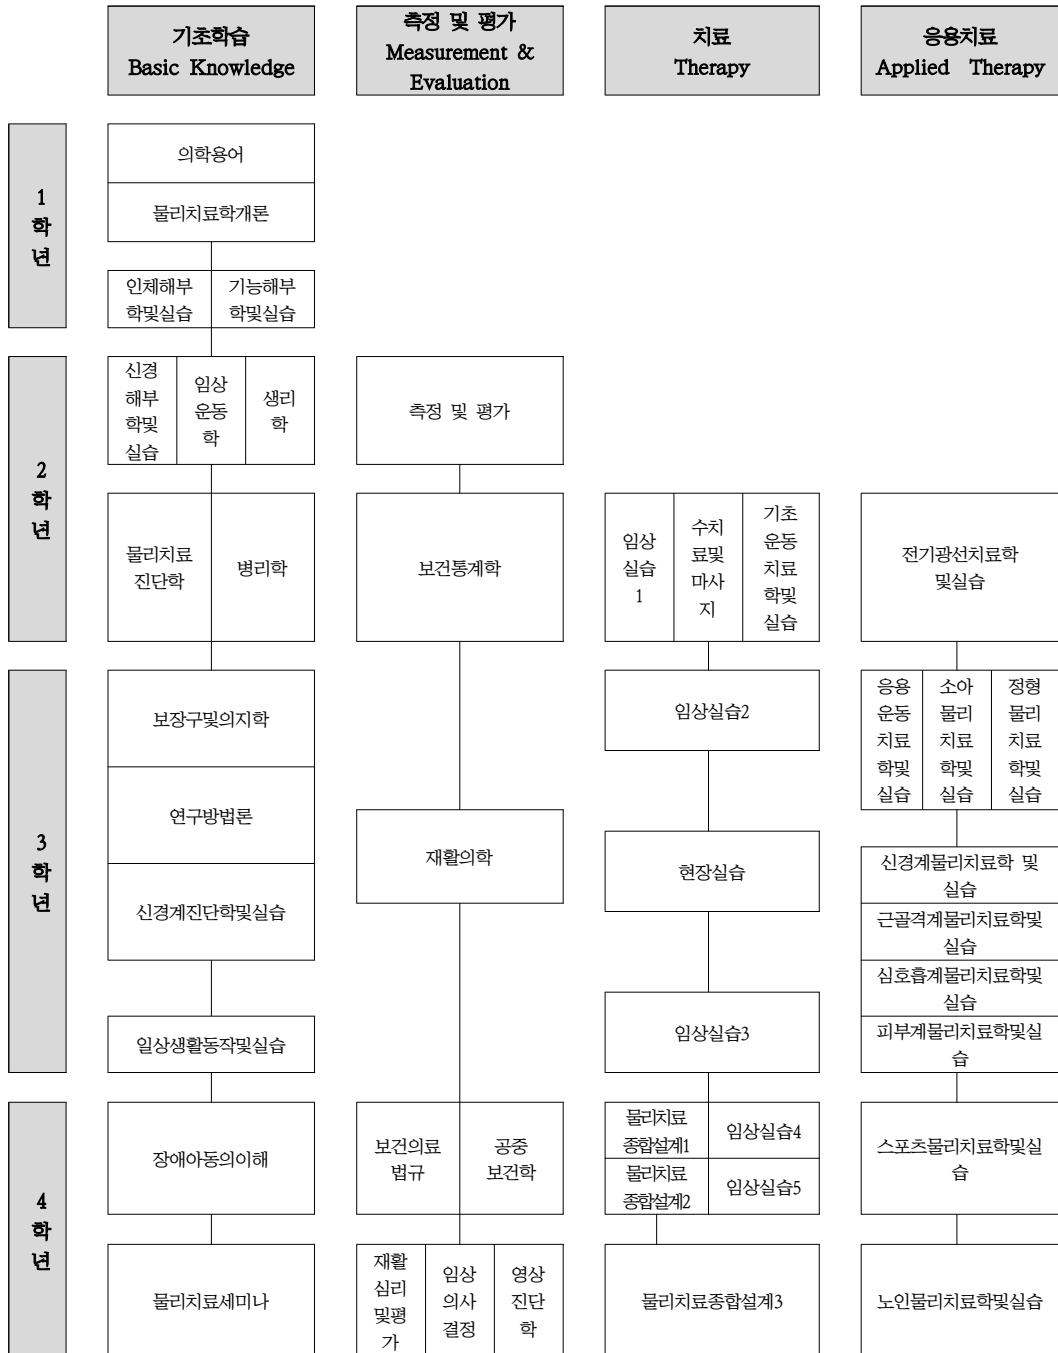 기초학습
Basic Knowledge
측정 및 평가
Measurement &
Evaluation
치료
Therapy
응용치료
Applied Therapy
1
학
년
의학용어
물리치료학개론
인체해부
학및실습
기능해부
학및실습
2
학
년
신경
해부
학및
실습
임상
운동
학
생리
학
측정 및 평가
물리치료
진단학
병리학
보건통계학
임상
실습
1
수치
료및
마사
지
기초
운동
치료
학및
실습
전기광선치료학
및실습
3
학
년
보장구및의지학
연구방법론
신경계진단학및실습
일상생활동작및실습
재활의학
임상실습2
현장실습
임상실습3
응용
운동
치료
학및
실습
소아
물리
치료
학및
실습
정형
물리
치료
학및
실습
신경계물리치료학 및
실습
근골격계물리치료학및
실습
심호흡계물리치료학및
실습
피부계물리치료학및실
습
4
학
년
장애아동의이해
보건의료
법규
공중
보건학
물리치료
종합설계1
임상실습4
물리치료
종합설계2
임상실습5
스포츠물리치료학및실
습
물리치료세미나
재활
심리
및평
가
임상
의사
결정
영상
진단
학
물리치료종합설계3
노인물리치료학및실습